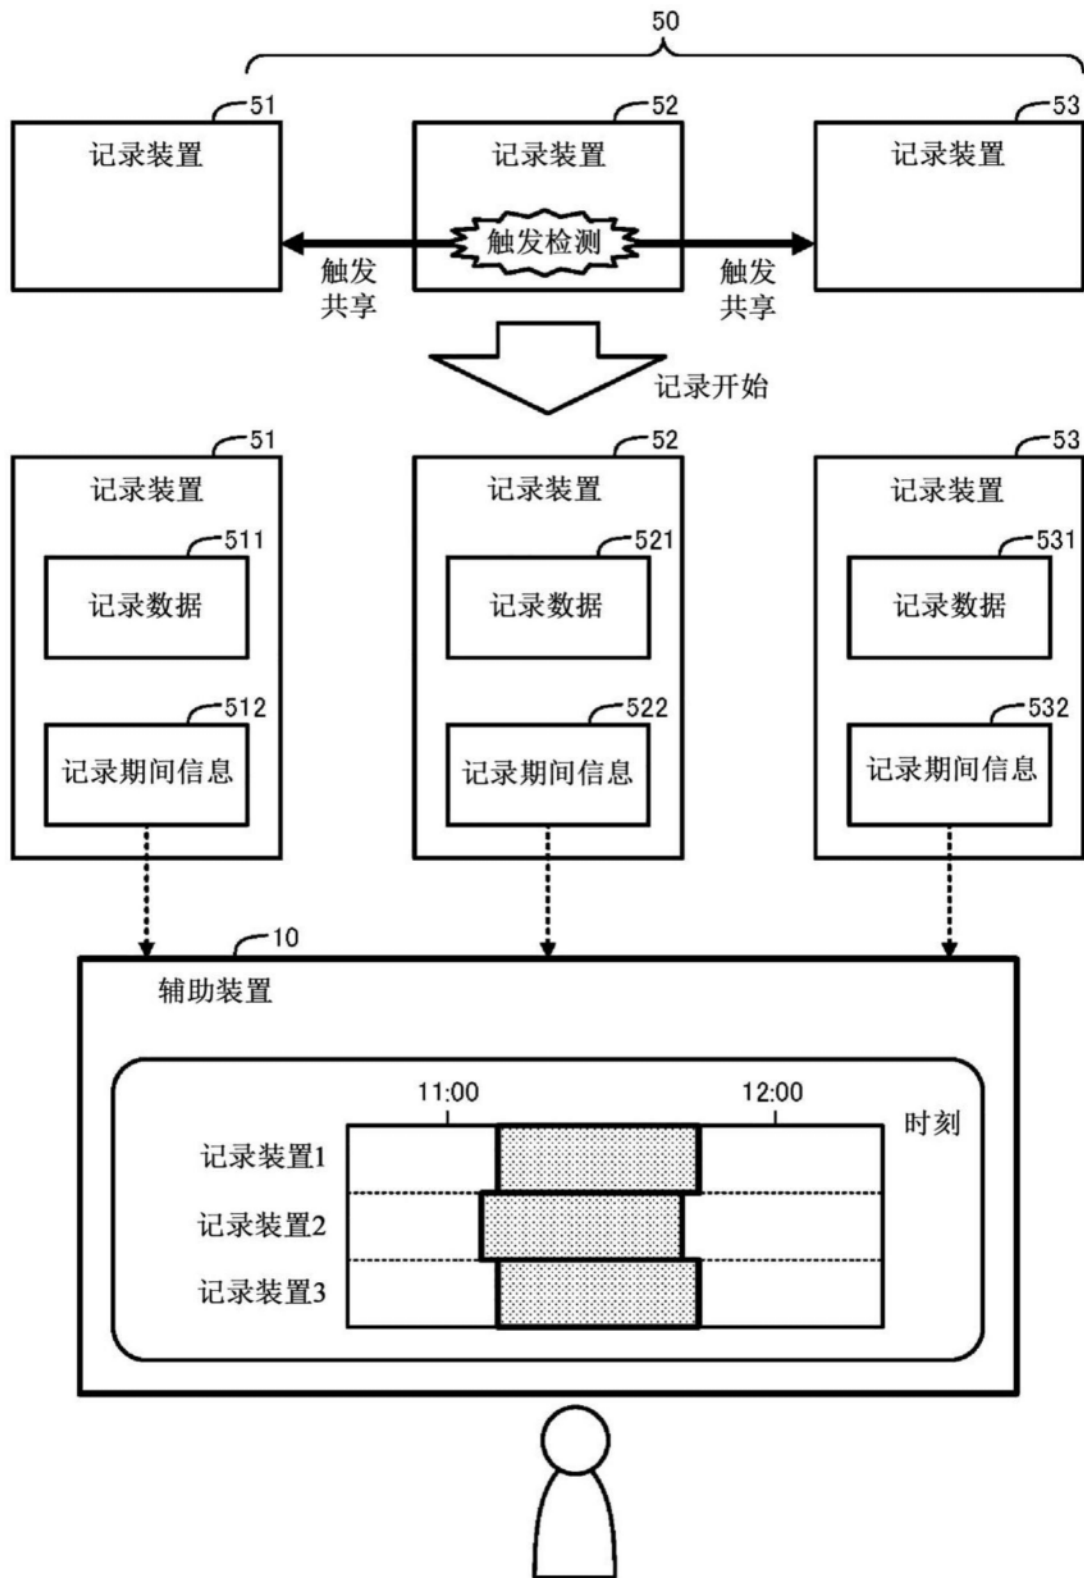 50
51
52
53
记录装置
记录装置
记录装置
触发检测
触发
共享
触发
共享
记录开始
51
52
53
记录装置
记录装置
记录装置
511
521
531
记录数据
记录数据
记录数据
512
522
532
记录期间信息
记录期间信息
记录期间信息
10
辅助装置
11:00
12:00
时刻
记录装置1
记录装置2
记录装置3